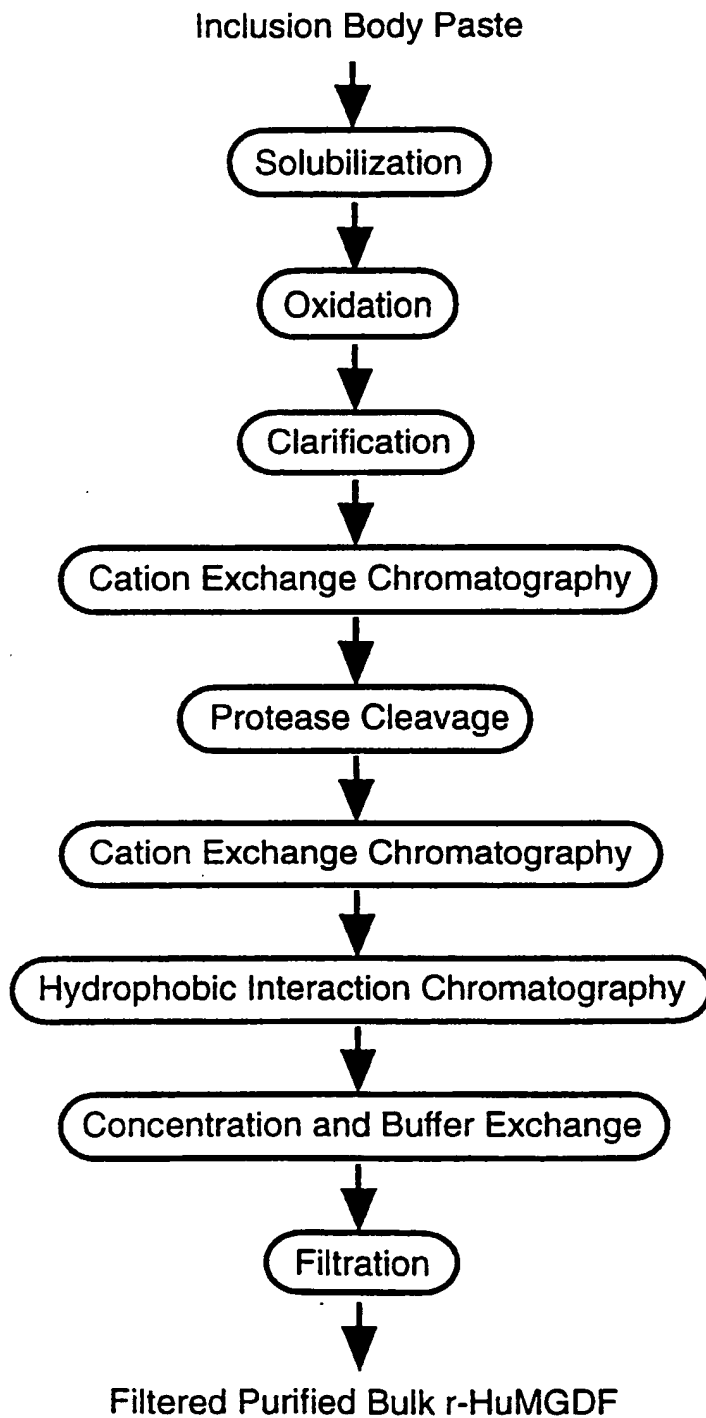 Inclusion Body Paste
Solubilization
Oxidation
Clarification
Cation Exchange Chromatography
Protease Cleavage
Cation Exchange Chromatography
Hydrophobic Interaction Chromatography
Concentration and Buffer Exchange
Filtration
Filtered Purified Bulk r-HuMGDF